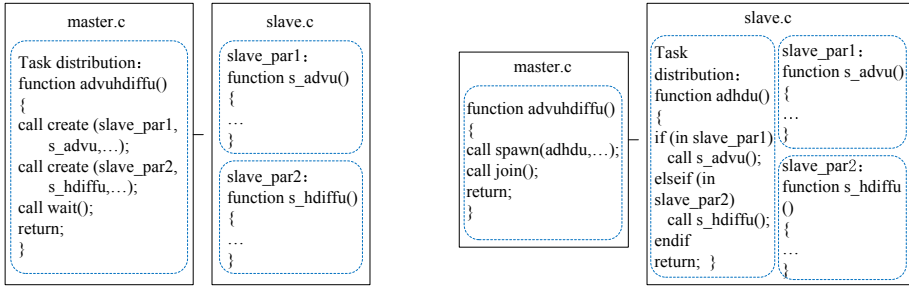 master.c
Task distribution：
function advuhdiffu()
{
call create (slave_par1,
s_advu,…);
call create (slave_par2,
s_hdiffu,…);
call wait();
return;
}
slave.c
slave_par1：
function s_advu()
{
…
}
slave_par2：
function s_hdiffu()
{
…
}
master.c
function advuhdiffu()
{
call spawn(adhdu,…);
call join();
return;
}
slave.c
Task
distribution：
function adhdu()
{
if (in slave_par1)
call s_advu();
elseif (in
slave_par2)
call s_hdiffu();
endif
return; }
slave_par1：
function s_advu()
{
…
}
slave_par2：
function s_hdiffu
()
{
…
}